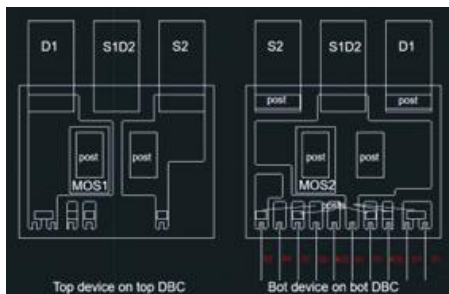 D1 S1D2 S2
post post
MOS1
Top device on top DBC
S2 S1D2 D1
post post
post post
MOS2
posts
Bot device on bot DBC